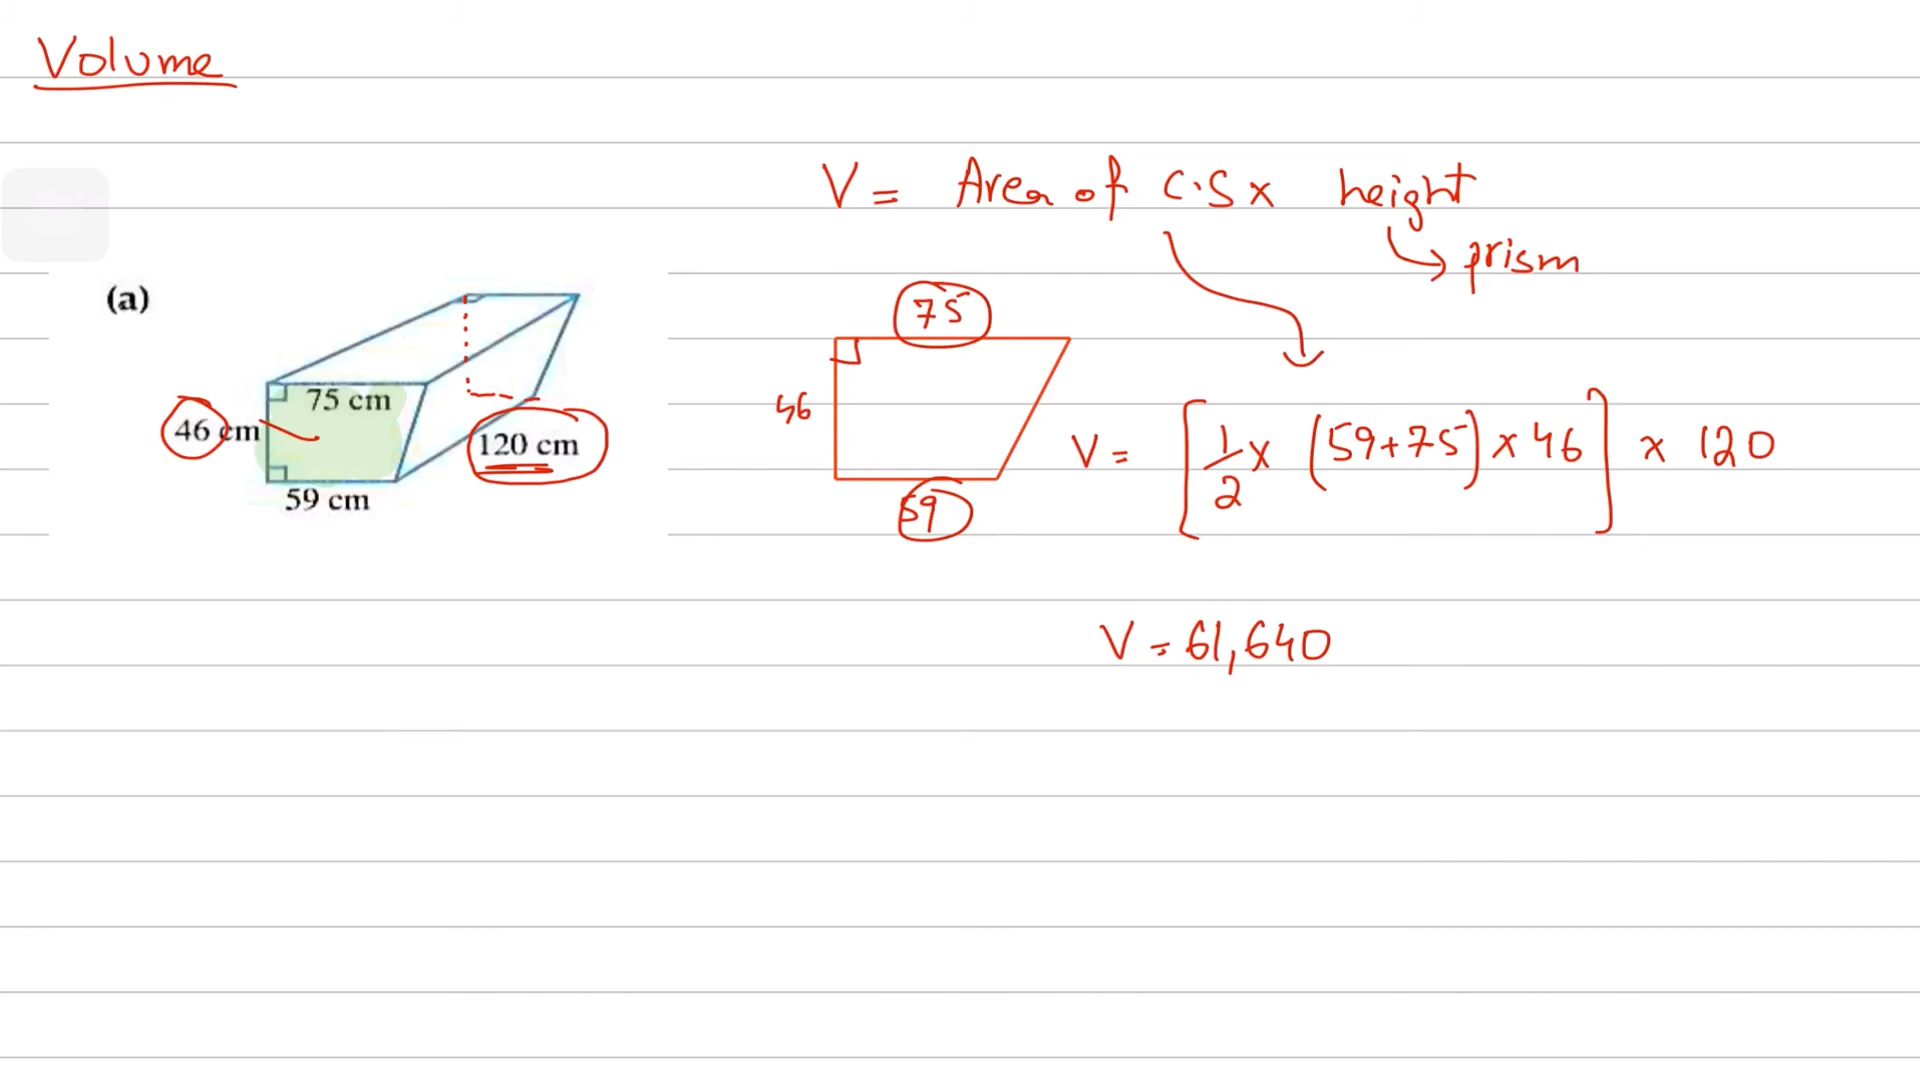 Volume
V = Area of C.S x height
prism
(a)
75 cm
46 cm
120 cm
59 cm
75
46
59
V = [1/2 x (59+75) x 46] x 120
V = 61,640